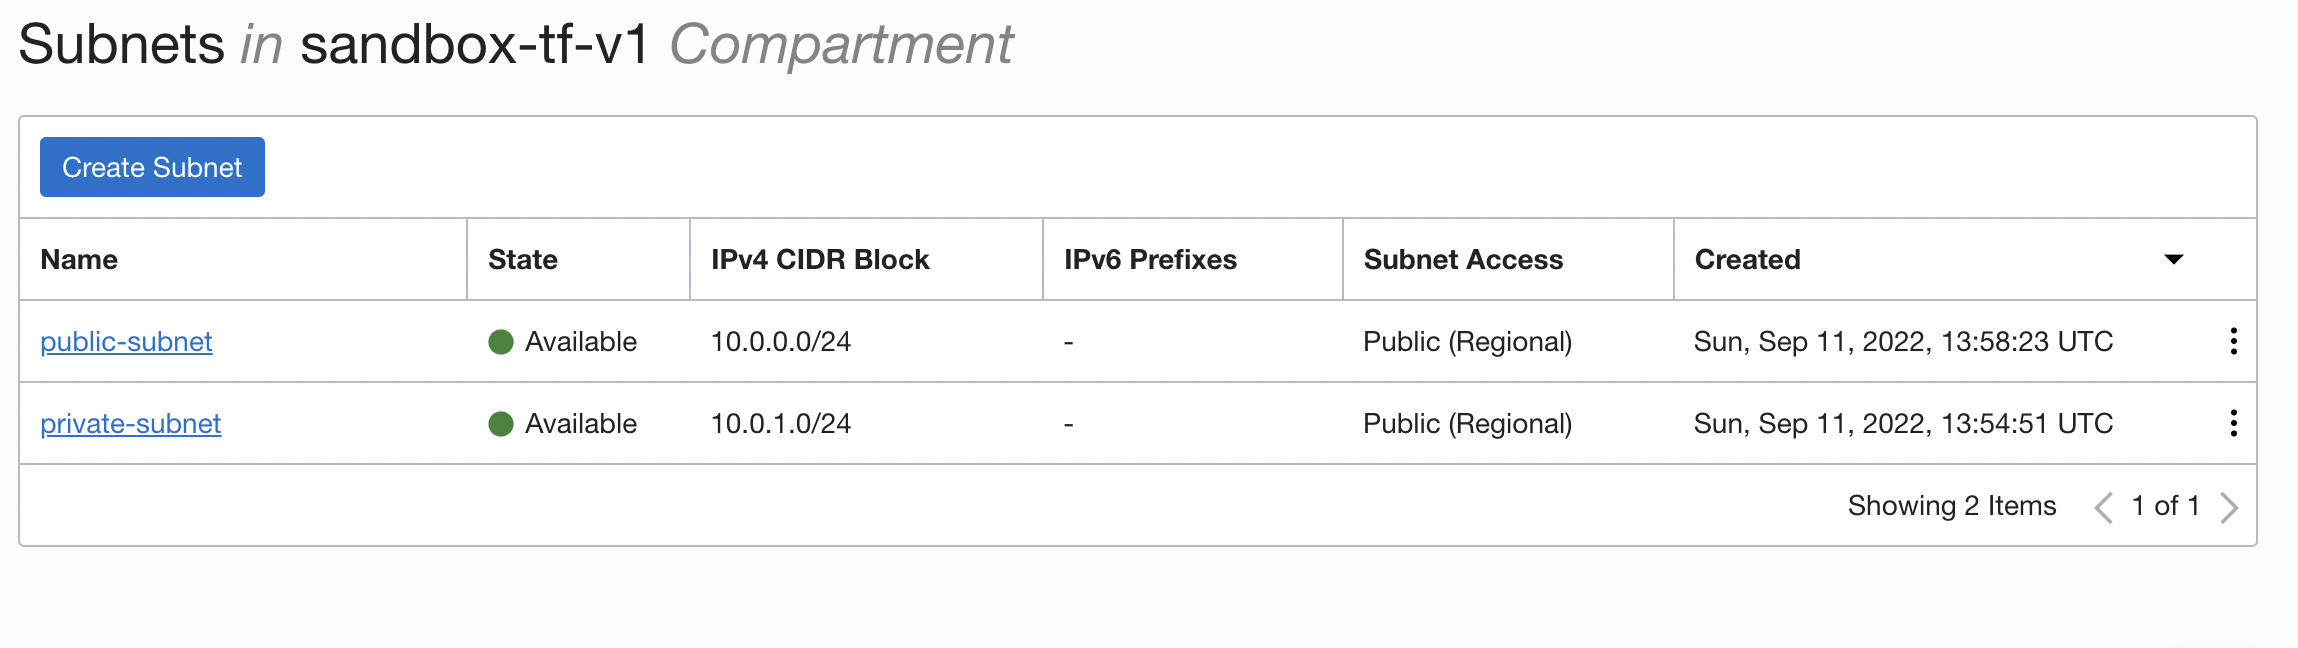 Subnets in sandbox-tf-v1 Compartment
Create Subnet
Name State IPv4 CIDR Block IPv6 Prefixes Subnet Access Created
public-subnet Available 10.0.0.0/24 - Public (Regional) Sun, Sep 11, 2022, 13:58:23 UTC
private-subnet Available 10.0.1.0/24 - Public (Regional) Sun, Sep 11, 2022, 13:54:51 UTC
Showing 2 Items 1 of 1